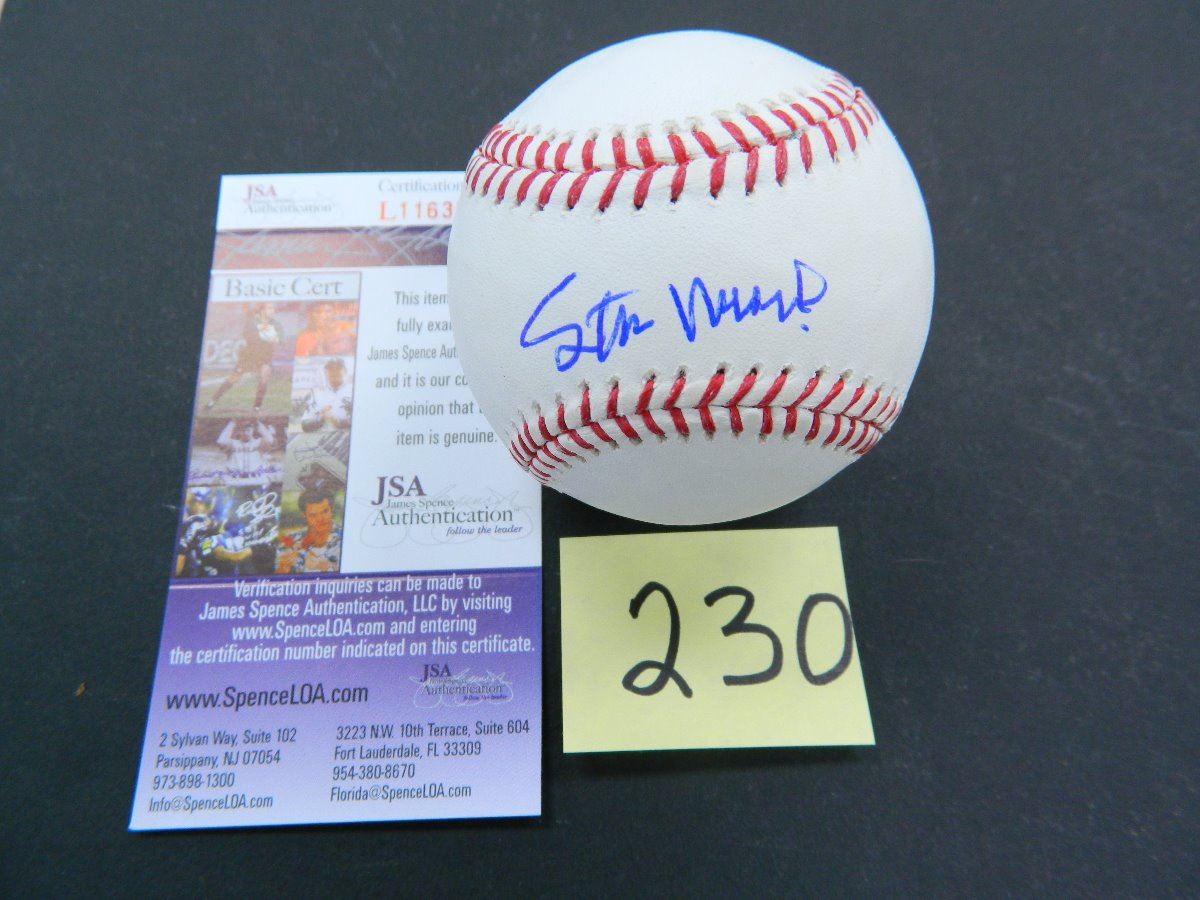 JSA
Authentication
Certification
L1163
Basic Cert
This item
fully exa
James Spence Aut
and it is our co
opinion that
item is genuine.
JSA
James Spence
Authentication™
follow the leader
Verification inquiries can be made to
James Spence Authentication, LLC by visiting
www.SpenceLOA.com and entering
the certification number indicated on this certificate.
JSA
Authentication
www.SpenceLOA.com
2 Sylvan Way, Suite 102
Parsippany, NJ 07054
973-898-1300
Info@SpenceLOA.com
3223 N.W. 10th Terrace, Suite 604
Fort Lauderdale, FL 33309
954-380-8670
Florida@SpenceLOA.com
Stan
230